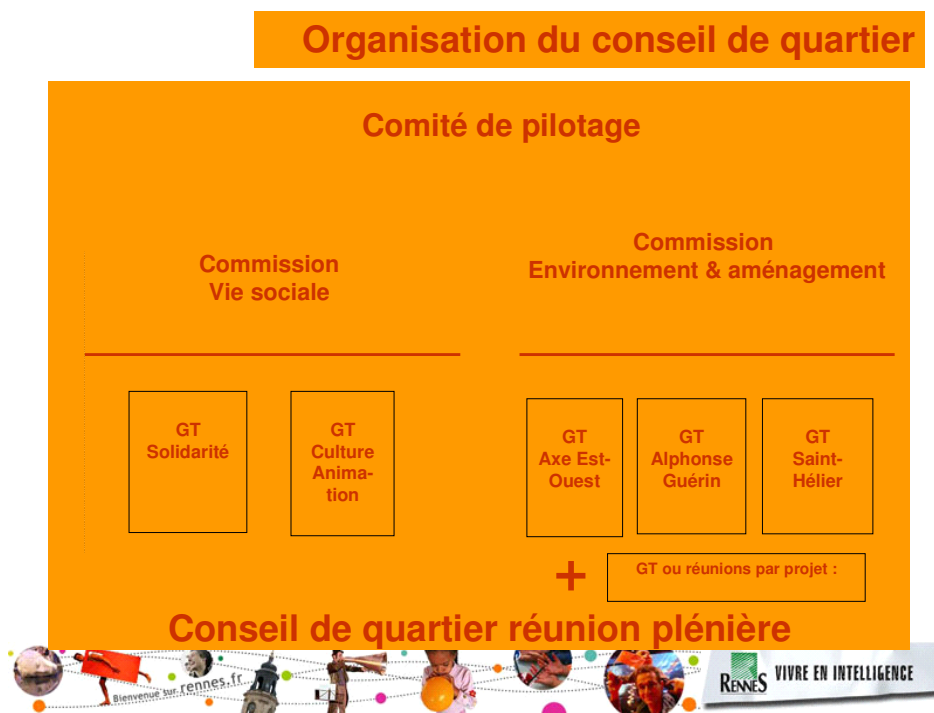 Organisation du conseil de quartier
Comité de pilotage
Commission
Vie sociale
Commission
Environnement & aménagement
GT
Solidarité
GT
Culture
Anima-
tion
GT
Axe Est-
Ouest
GT
Alphonse
Guérin
GT
Saint-
Hélier
+
GT ou réunions par projet :
Conseil de quartier réunion plénière
Bienvenue sur rennes.fr
RENNES
VIVRE EN INTELLIGENCE